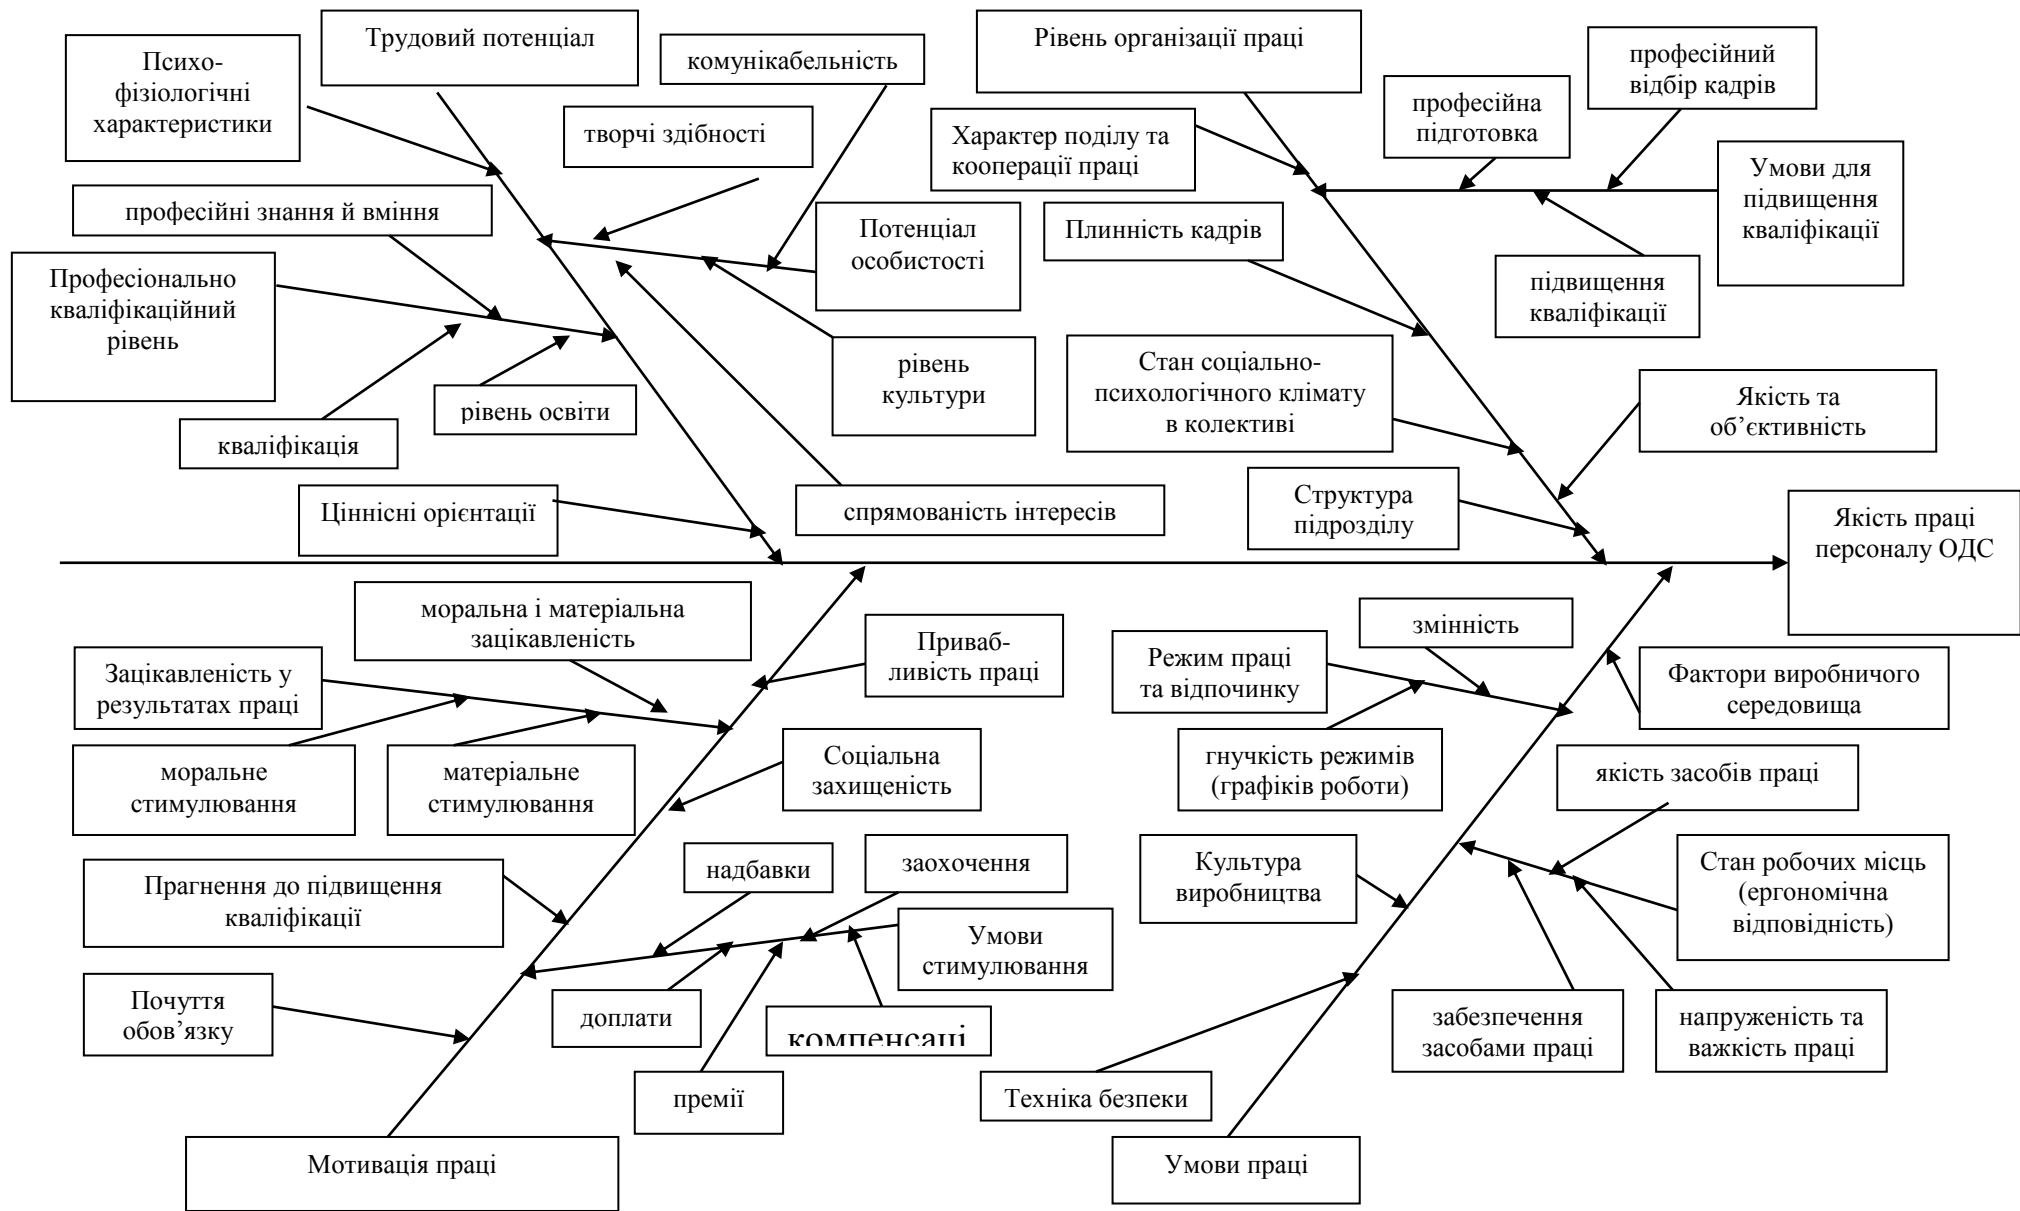 Трудовий потенціал
Рівень організації праці
Психо-
фізіологічні
характеристики
комунікабельність
професійний
відбір кадрів
творчі здібності
професійна
підготовка
Характер поділу та
кооперації праці
Умови для
підвищення
кваліфікації
професійні знання й вміння
Потенціал
особистості
Плинність кадрів
Професіонально
кваліфікаційний
рівень
підвищення
кваліфікації
рівень
культури
Стан соціально-
психологічного клімату
в колективі
Якість та
об’єктивність
рівень освіти
кваліфікація
Ціннісні орієнтації
спрямованість інтересів
Структура
підрозділу
Якість праці
персоналу ОДС
моральна і матеріальна
зацікавленість
Приваб-
ливість праці
змінність
Зацікавленість у
результатах праці
Режим праці
та відпочинку
Фактори виробничого
середовища
моральне
стимулювання
матеріальне
стимулювання
Соціальна
захищеність
гнучкість режимів
(графіків роботи)
якість засобів праці
Прагнення до підвищення
кваліфікації
надбавки
заохочення
Культура
виробництва
Стан робочих місць
(ергономічна
відповідність)
Умови
стимулювання
Почуття
обов’язку
доплати
компенсаці
забезпечення
засобами праці
напруженість та
важкість праці
премії
Техніка безпеки
Мотивація праці
Умови праці